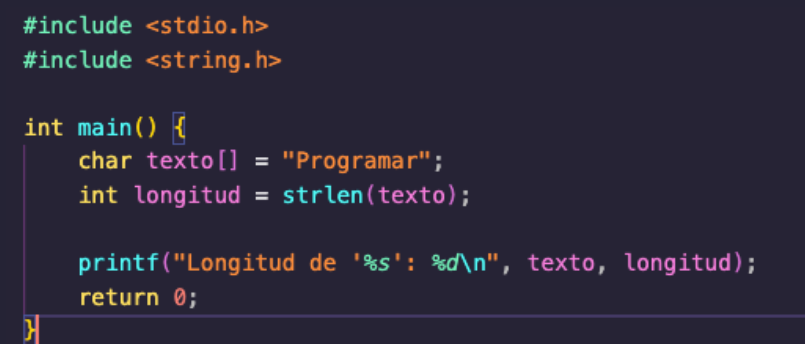 #include <stdio.h>
#include <string.h>

int main() {
    char texto[] = "Programar";
    int longitud = strlen(texto);

    printf("Longitud de '%s': %d\n", texto, longitud);
    return 0;
}